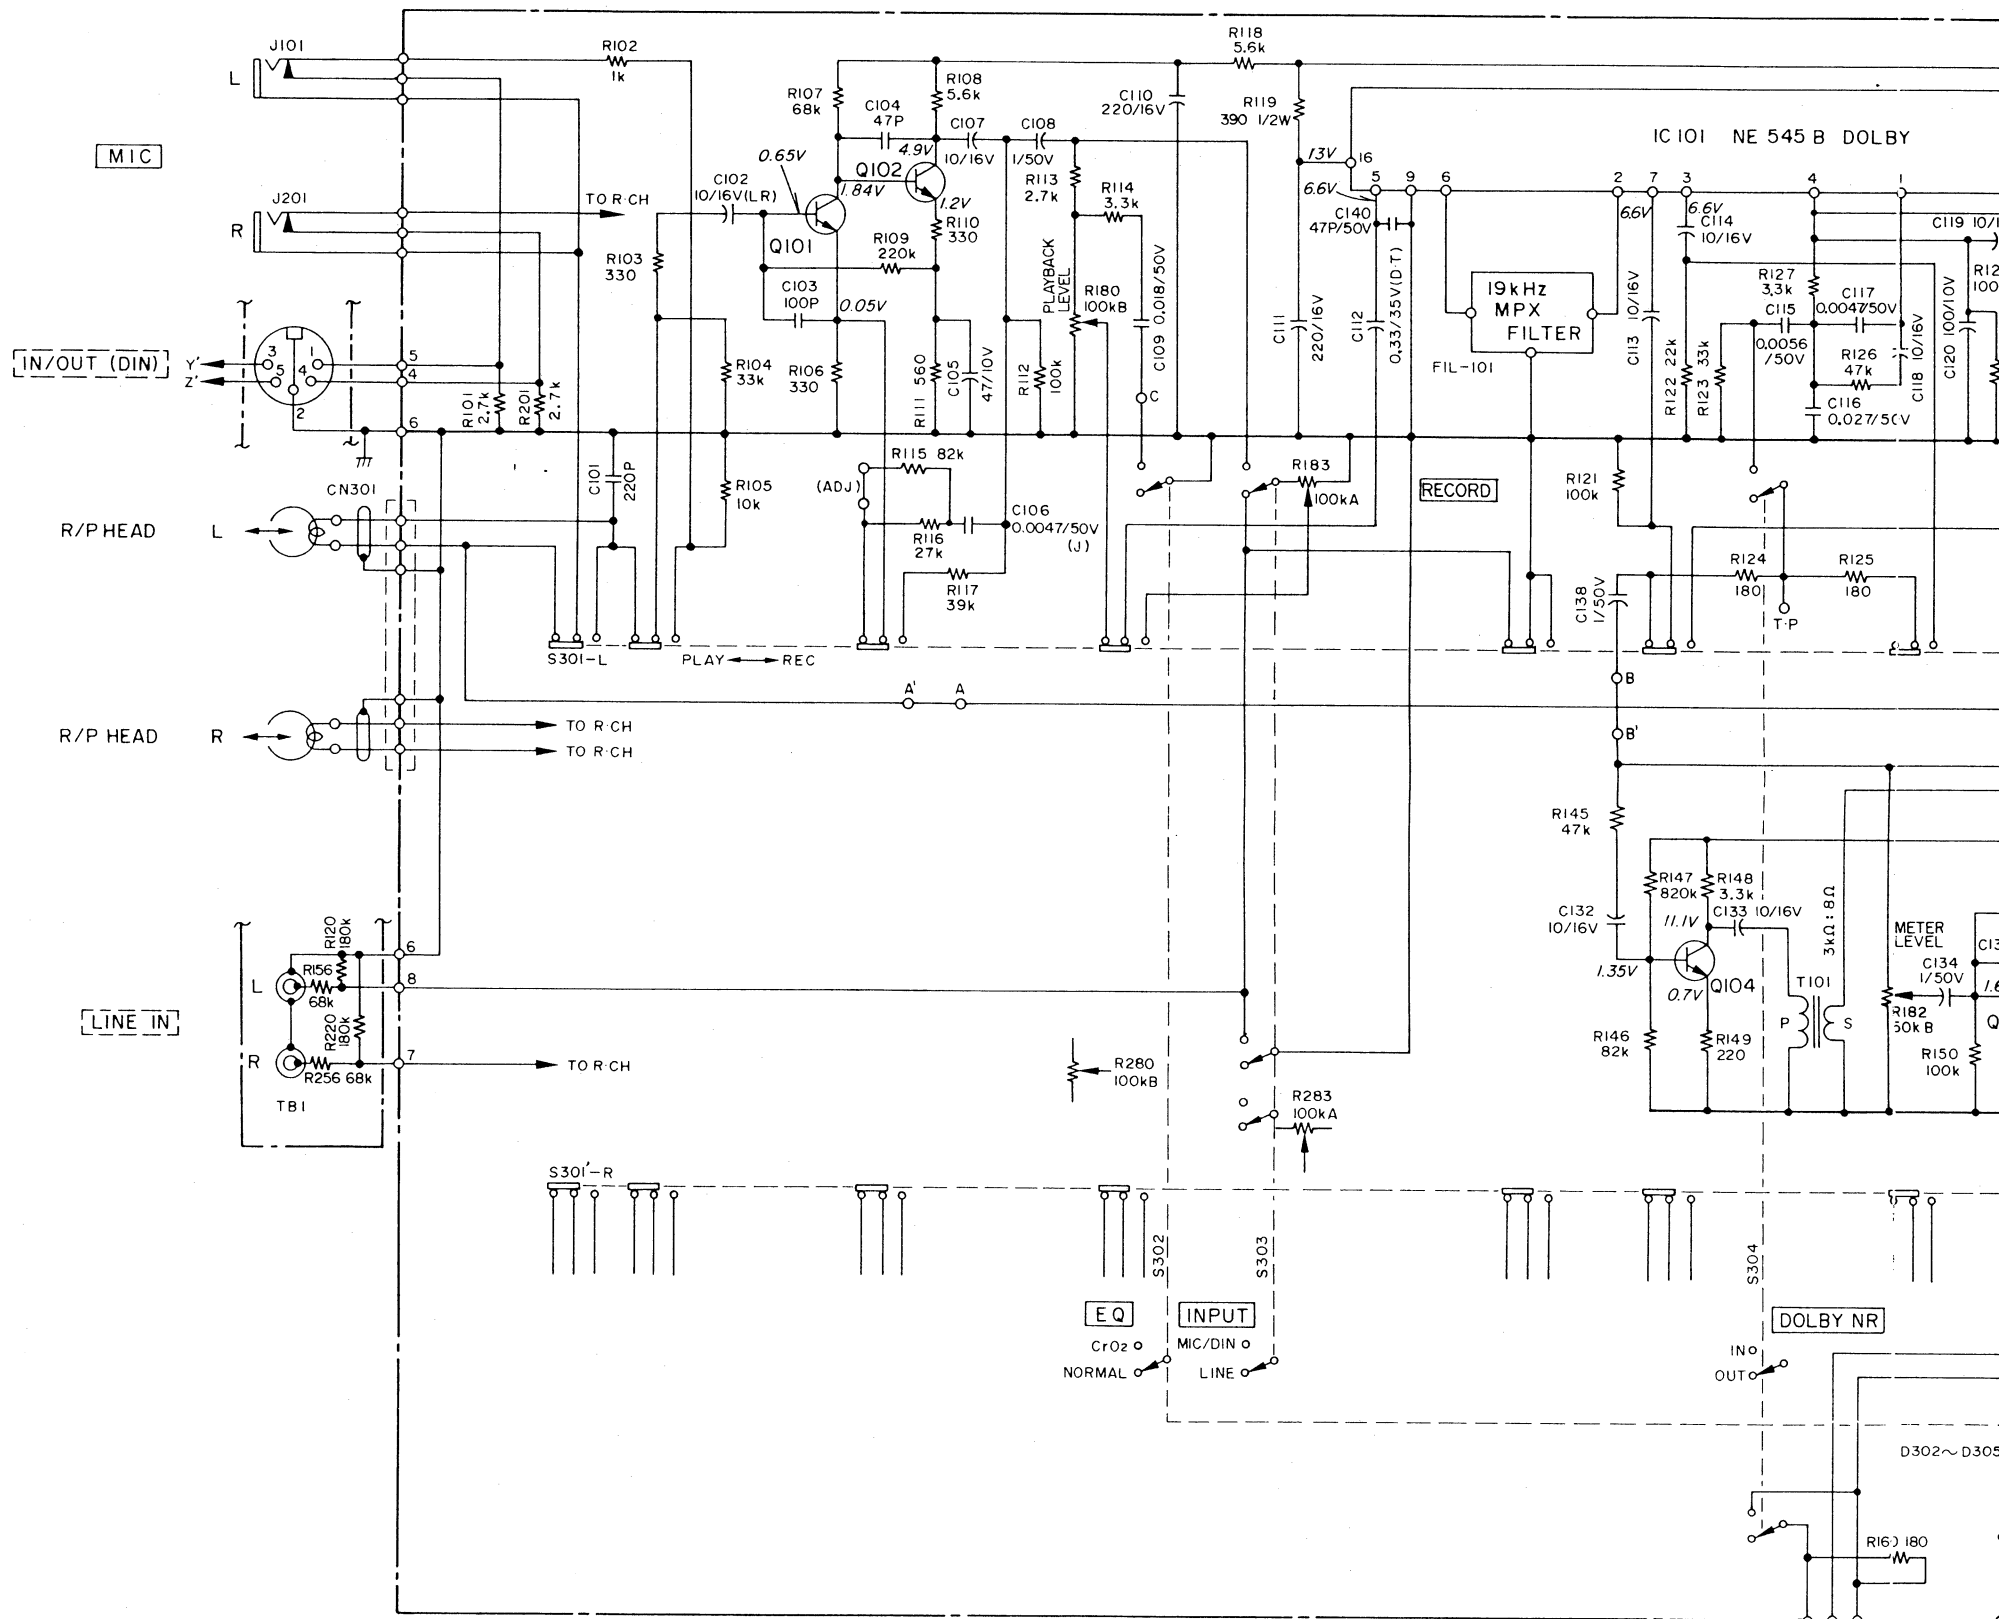 J101
L
R102
1k
MIC
J201
R
TO R·CH
R107
68k
C104
47P
R108
5.6k
C107
10/16V
C108
1/50V
4.9V
0.65V
Q102
1.84V
C102
10/16V(LR)
Q101
1.2V
R110
330
R109
220k
R103
330
C103
100P
0.05V
R104
33k
R106
330
R111 560
C105
47/10V
R112
100k
R113
2.7k
R114
3.3k
PLAYBACK
LEVEL
R180
100kB
C109 0.018/50V
C
C110
220/16V
R118
5.6k
R119
390 1/2W
13V
16
C111
220/16V
6.6V
5
9
6
C140
47P/50V
C112
0.33/35V(D·T)
IC101 NE 545 B DOLBY
2
7
3
4
1
6.6V
6.6V
6.6V
C114
10/16V
19kHz
MPX
FILTER
FIL-101
C113 10/16V
R122 22k
R123 33k
R127
3.3k
C115
0.0056
/50V
C117
0.0047/50V
R126
47k
C116
0.027/50V
C118 10/16V
C119 10/1
C120 100/10V
R12
100
IN/OUT (DIN)
Y'
Z'
3
5
1
4
2
5
4
6
R101
2.7k
R201
2.7k
CN301
R/P HEAD
L
C101
220P
R105
10k
(ADJ)
R115 82k
R116
27k
C106
0.0047/50V
(J)
R117
39k
R183
100kA
RECORD
R121
100k
C138
1/50V
R124
180
R125
180
T·P
S301-L
PLAY
REC
A'
A
B
B'
R/P HEAD
R
TO R·CH
TO R·CH
R145
47k
C132
10/16V
R147
820k
R148
3.3k
11.1V
C133 10/16V
3kΩ:8Ω
1.35V
Q104
0.7V
T101
P
S
R146
82k
R149
220
METER
LEVEL
C134
1/50V
R182
50kB
R150
100k
C13
1.6
Q
LINE IN
R120
180k
L
R156
68k
R220
180k
R
R256 68k
TB1
6
8
7
TO R·CH
R280
100kB
R283
100kA
S301'-R
S302
S303
S304
EQ
INPUT
CrO2
NORMAL
MIC/DIN
LINE
DOLBY NR
IN
OUT
D302~D305
180